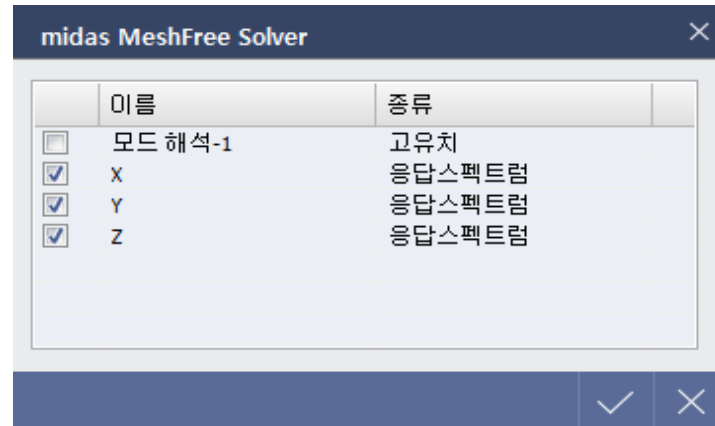 midas MeshFree Solver
이름 종류
모드 해석-1 고유치
X 응답스펙트럼
Y 응답스펙트럼
Z 응답스펙트럼